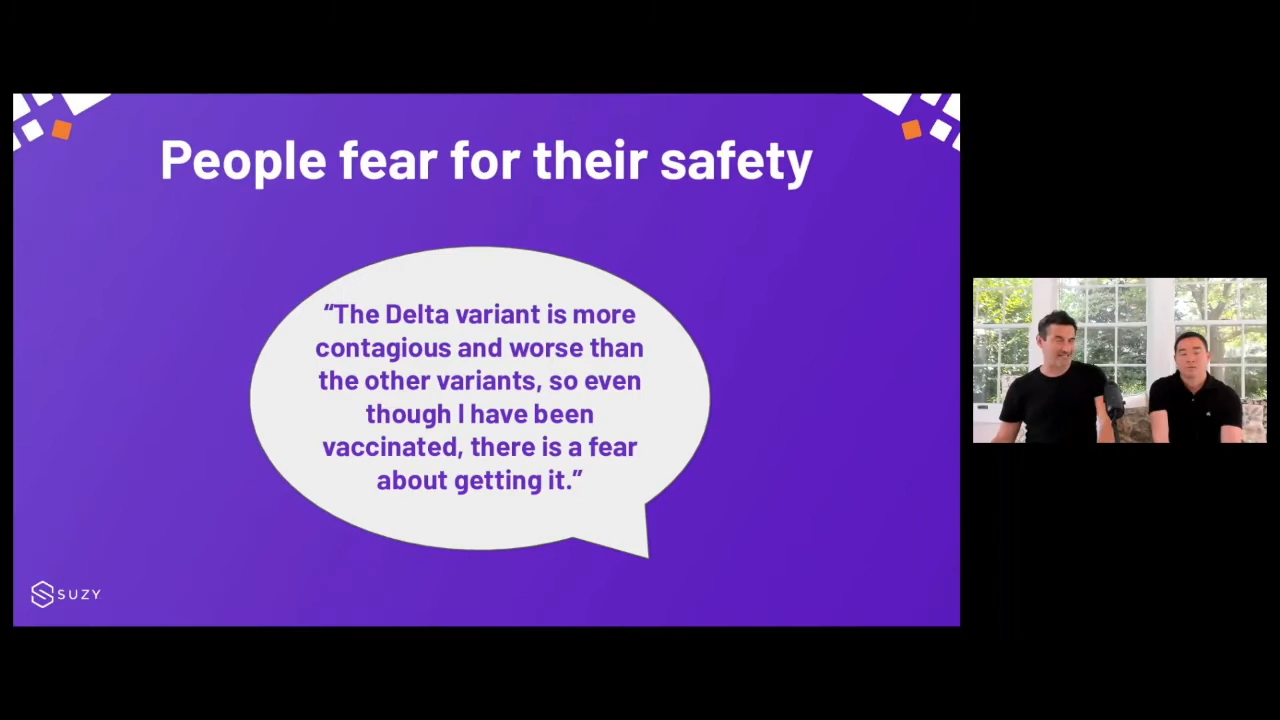 People fear for their safety
“The Delta variant is more
contagious and worse than
the other variants, so even
though I have been
vaccinated, there is a fear
about getting it.”
SUZY